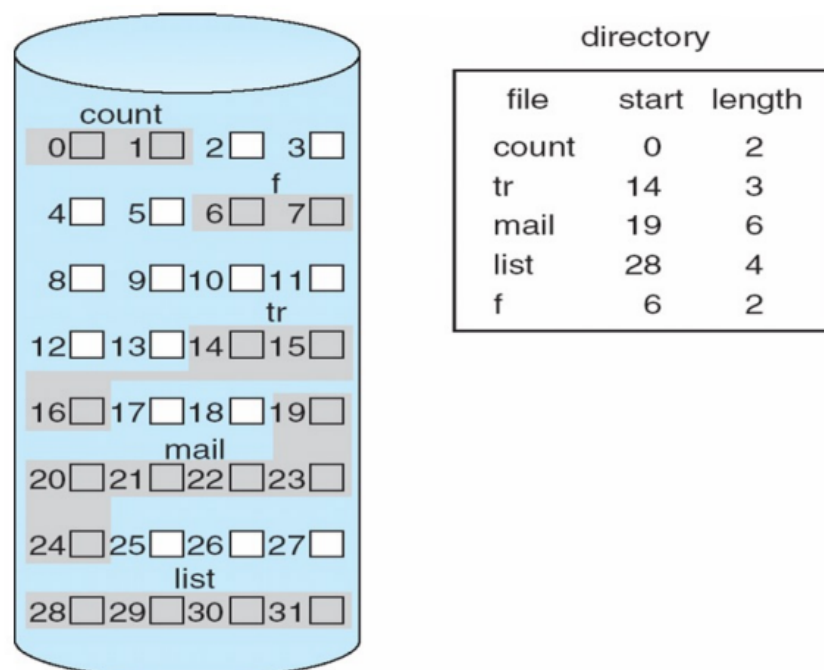 count
0 1 2 3
f
4 5 6 7
8 9 10 11
tr
12 13 14 15
16 17 18 19
mail
20 21 22 23
24 25 26 27
list
28 29 30 31
directory
file start length
count 0 2
tr 14 3
mail 19 6
list 28 4
f 6 2